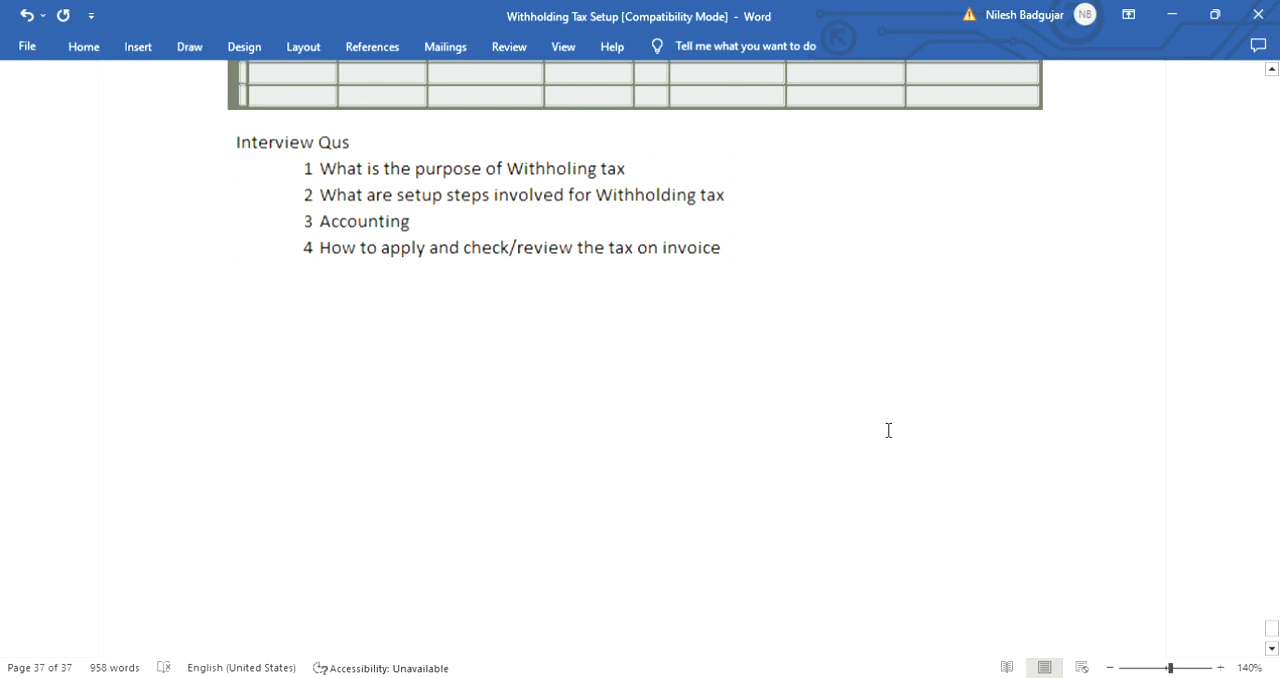 Withholding Tax Setup [Compatibility Mode] - Word
Nilesh Badgujar NB
File Home Insert Draw Design Layout References Mailings Review View Help Tell me what you want to do
Interview Qus
1 What is the purpose of Withholing tax
2 What are setup steps involved for Withholding tax
3 Accounting
4 How to apply and check/review the tax on invoice
Page 37 of 37 958 words English (United States) Accessibility: Unavailable 140%